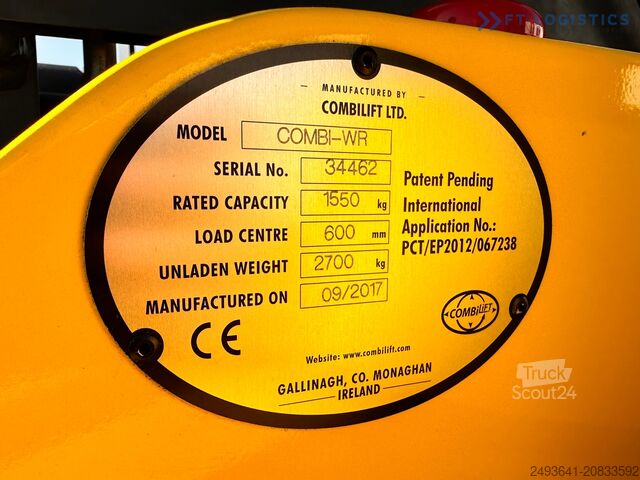 FT LOGISTICS
MANUFACTURED BY
COMBILIFT LTD.
MODEL COMBI-WR
SERIAL No. 34462
RATED CAPACITY 1550 kg
LOAD CENTRE 600 mm
UNLADEN WEIGHT 2700 kg
MANUFACTURED ON 09/2017
Patent Pending
International
Application No.:
PCT/EP2012/067238
CE
COMBiLiFT
Website: www.combilift.com
GALLINAGH, CO. MONAGHAN
IRELAND
Truck
Scout24
2493641-20833592